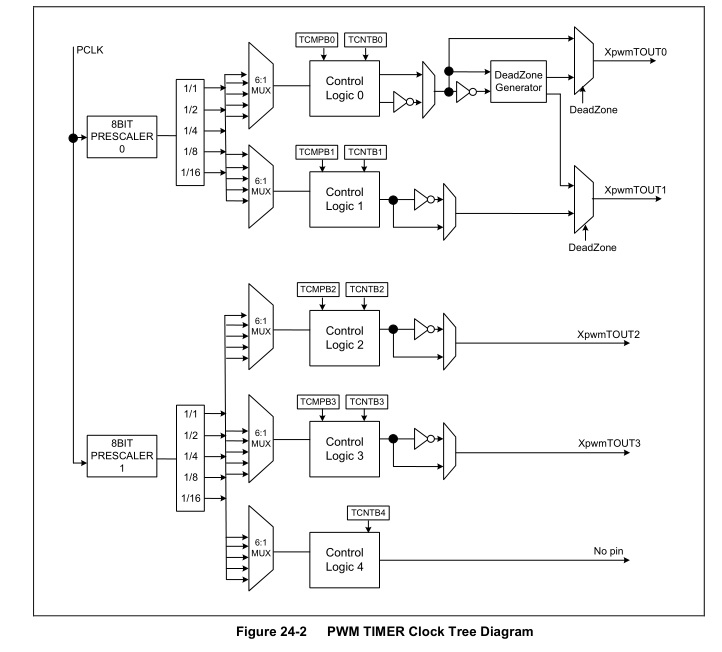 PCLK
8BIT
PRESCALER
0
1/1
1/2
1/4
1/8
1/16
6:1
MUX
TCMPB0
TCNTB0
Control
Logic 0
DeadZone
Generator
DeadZone
XpwmTOUT0
6:1
MUX
TCMPB1
TCNTB1
Control
Logic 1
XpwmTOUT1
DeadZone
6:1
MUX
TCMPB2
TCNTB2
Control
Logic 2
XpwmTOUT2
8BIT
PRESCALER
1
1/1
1/2
1/4
1/8
1/16
6:1
MUX
TCMPB3
TCNTB3
Control
Logic 3
XpwmTOUT3
6:1
MUX
TCNTB4
Control
Logic 4
No pin
Figure 24-2 PWM TIMER Clock Tree Diagram